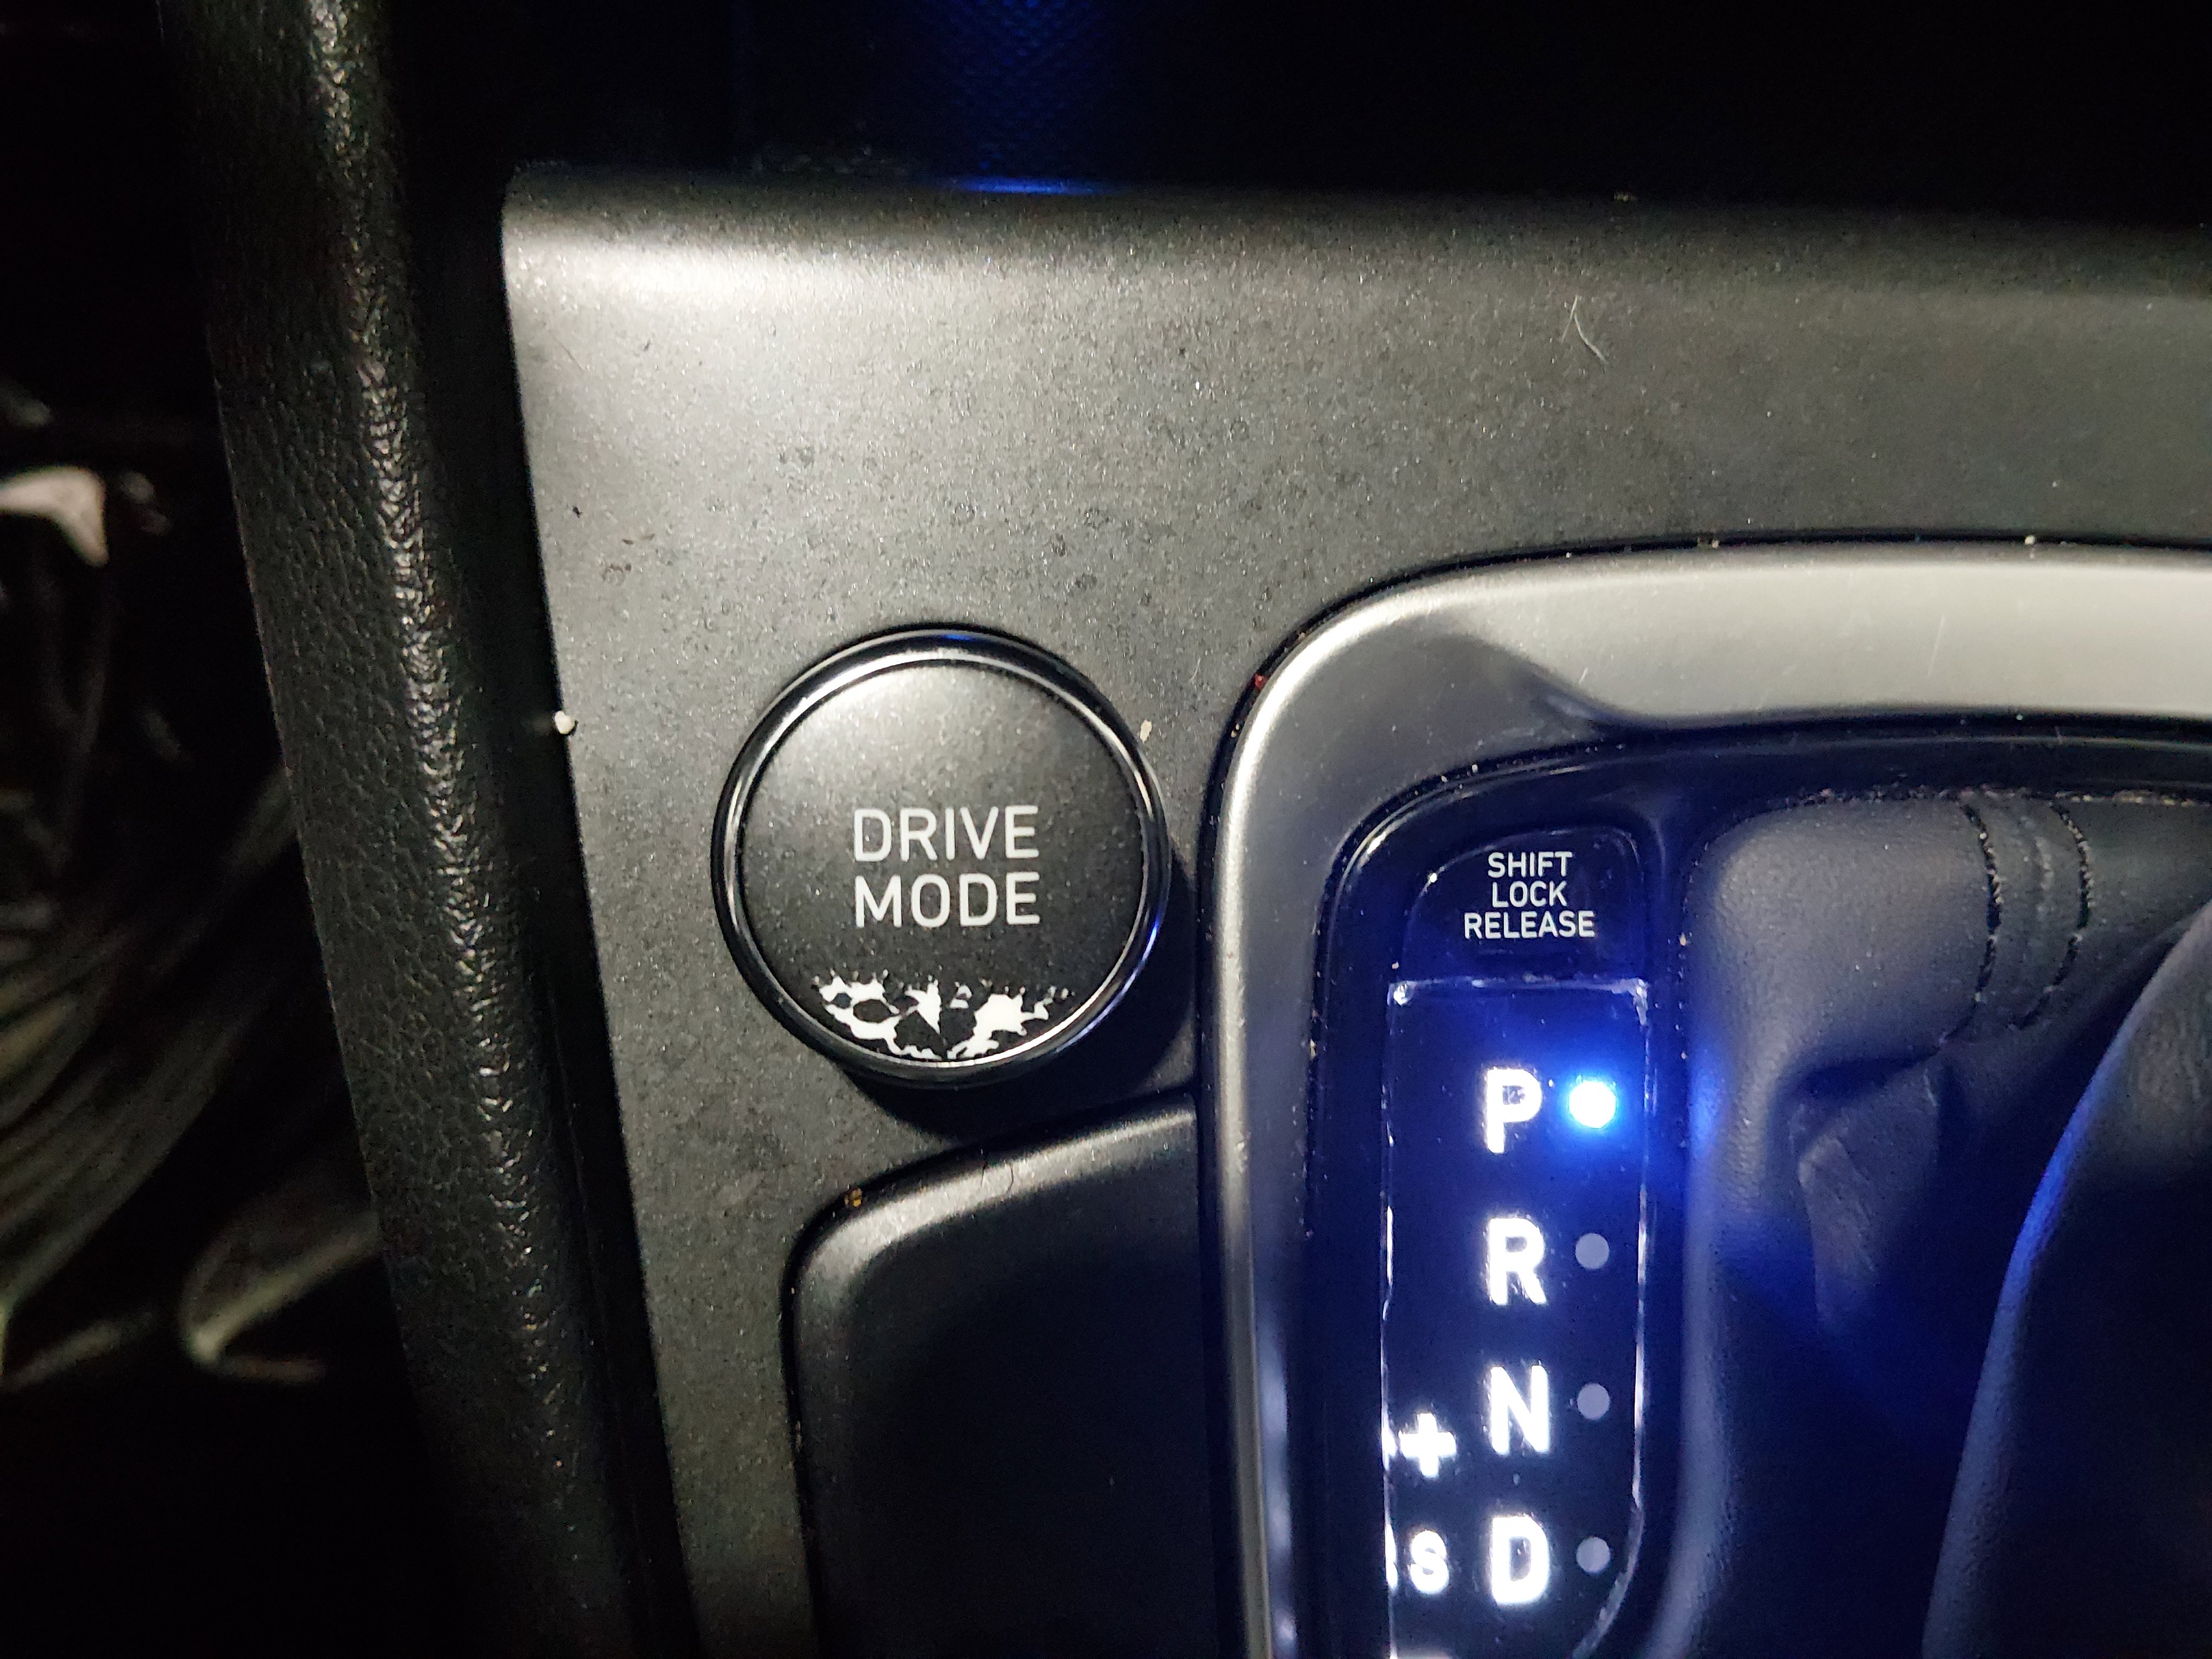 DRIVE
MODE
SHIFT
LOCK
RELEASE
P
R
N
+
S D